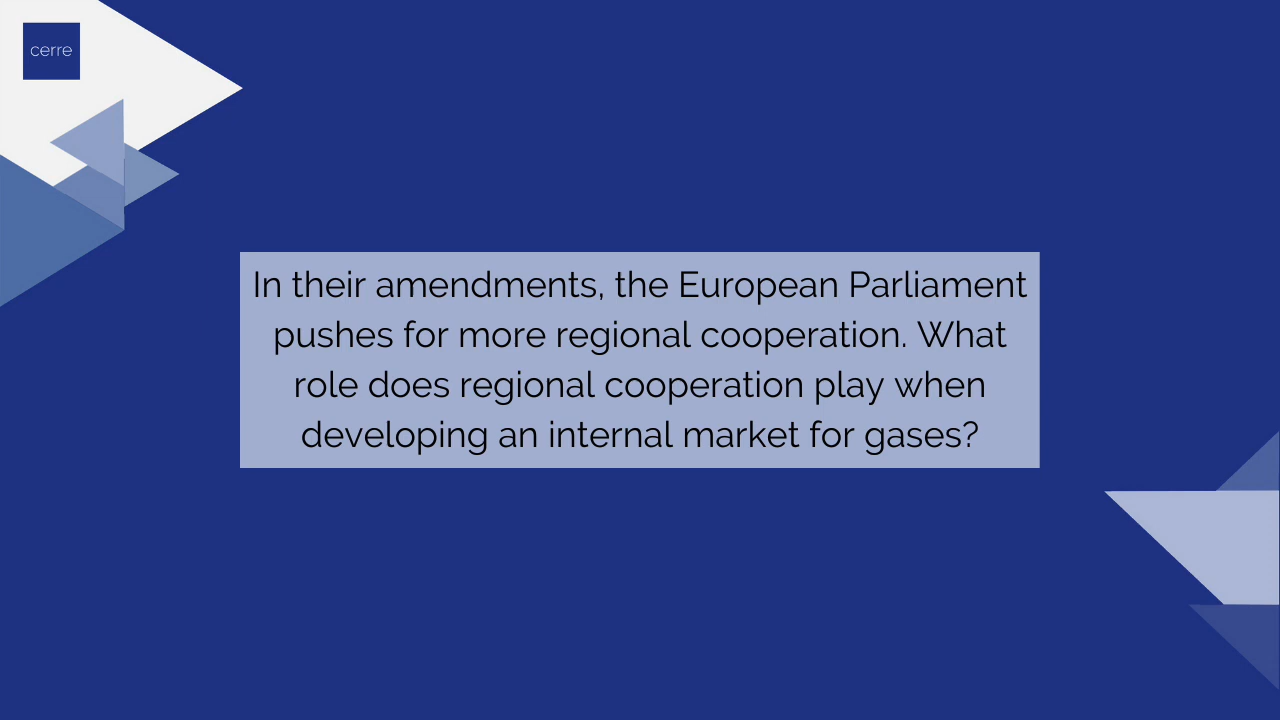 cerre
In their amendments, the European Parliament
pushes for more regional cooperation. What
role does regional cooperation play when
developing an internal market for gases?